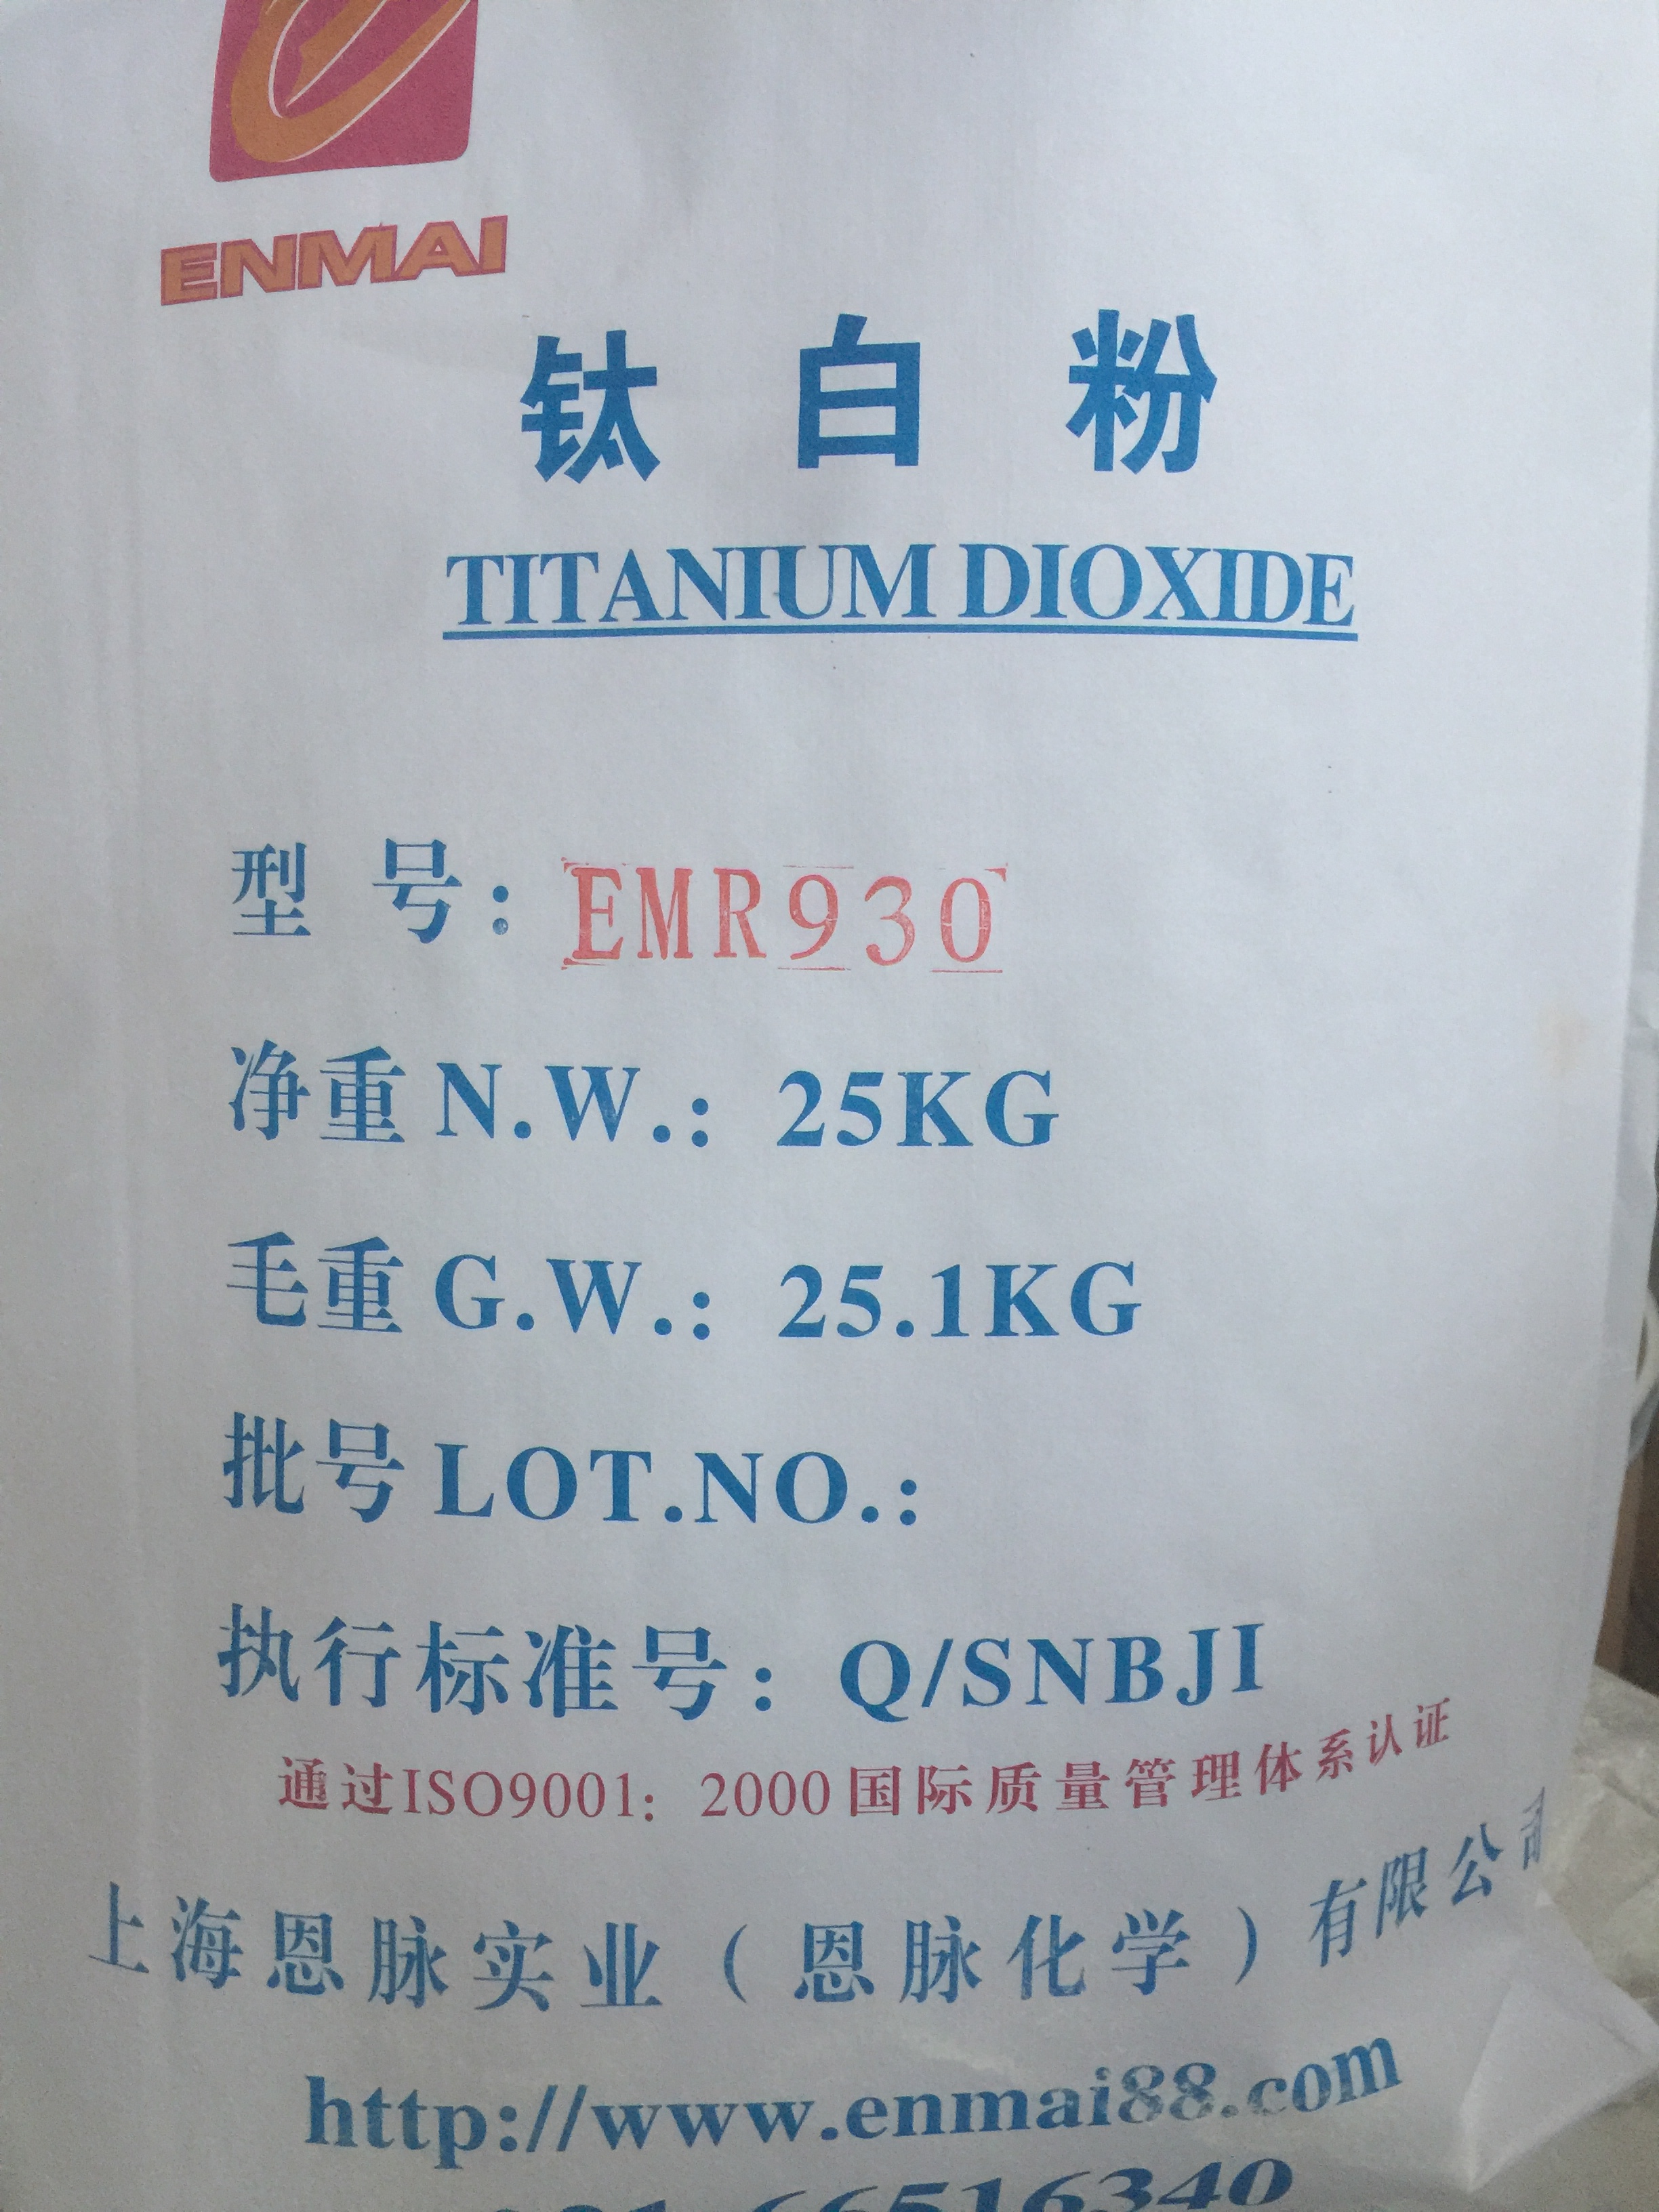 ENMAI
钛白粉
TITANIUM DIOXIDE
型号：EMR930
净重 N.W.：25KG
毛重 G.W.：25.1KG
批号 LOT.NO.：
执行标准号：Q/SNBJI
通过ISO9001：2000国际质量管理体系认证
上海恩脉实业（恩脉化学）有限公司
http://www.enmai88.com
66516340